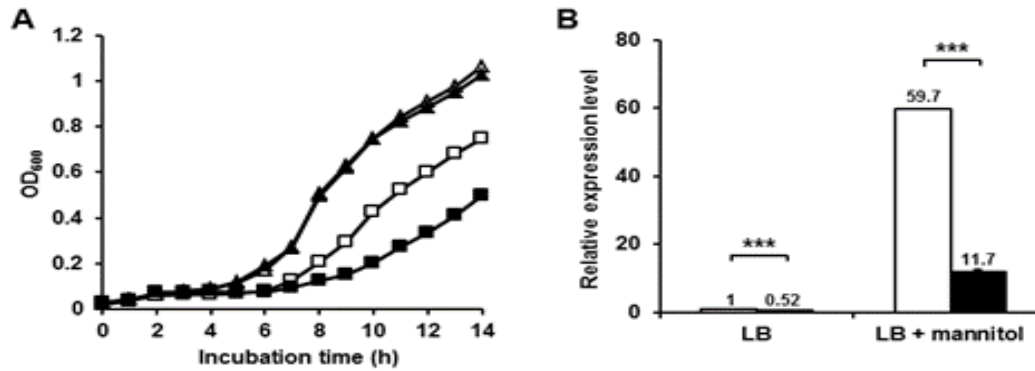 A
1.2
1
0.8
0.6
0.4
0.2
0
OD600
0 2 4 6 8 10 12 14
Incubation time (h)
B
80
60
40
20
0
Relative expression level
***
1 0.52
***
59.7
11.7
LB LB + mannitol